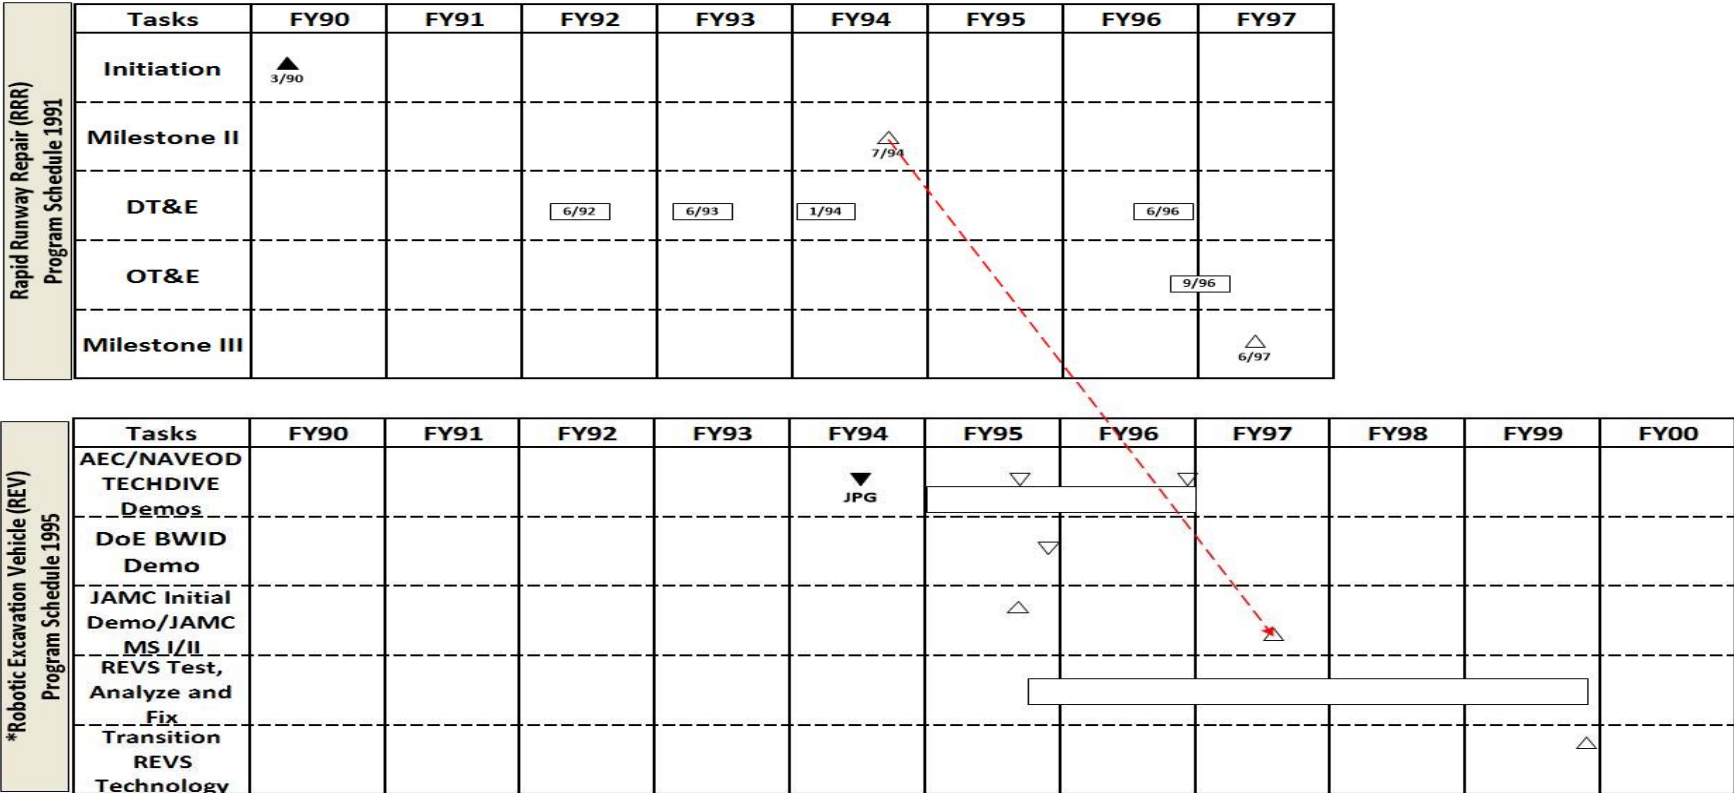 Rapid Runway Repair (RRR)
Program Schedule 1991
Tasks FY90 FY91 FY92 FY93 FY94 FY95 FY96 FY97
Initiation
3/90
Milestone II
7/94
DT&E 6/92 6/93 1/94 6/96
OT&E 9/96
Milestone III
6/97
*Robotic Excavation Vehicle (REV)
Program Schedule 1995
Tasks FY90 FY91 FY92 FY93 FY94 FY95 FY96 FY97 FY98 FY99 FY00
AEC/NAVEOD
TECHDIVE
Demos
JPG
DoE BWID
Demo
JAMC Initial
Demo/JAMC
MS I/II
REVS Test,
Analyze and
Fix
Transition
REVS
Technology